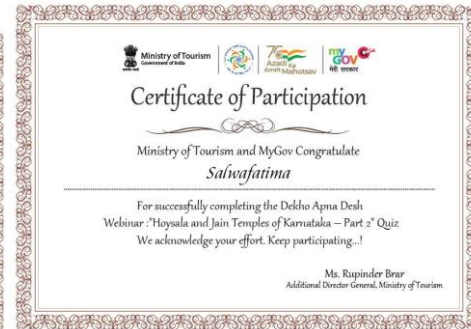 Ministry of Tourism
Government of India
Azadi Ka
Amrit Mahotsav
my
GOV
मेरी सरकार
Certificate of Participation
Ministry of Tourism and MyGov Congratulate
Salwafatima
For successfully completing the Dekho Apna Desh
Webinar :"Hoysala and Jain Temples of Karnataka – Part 2" Quiz
We acknowledge your effort. Keep participating...!
Ms. Rupinder Brar
Additional Director General, Ministry of Tourism